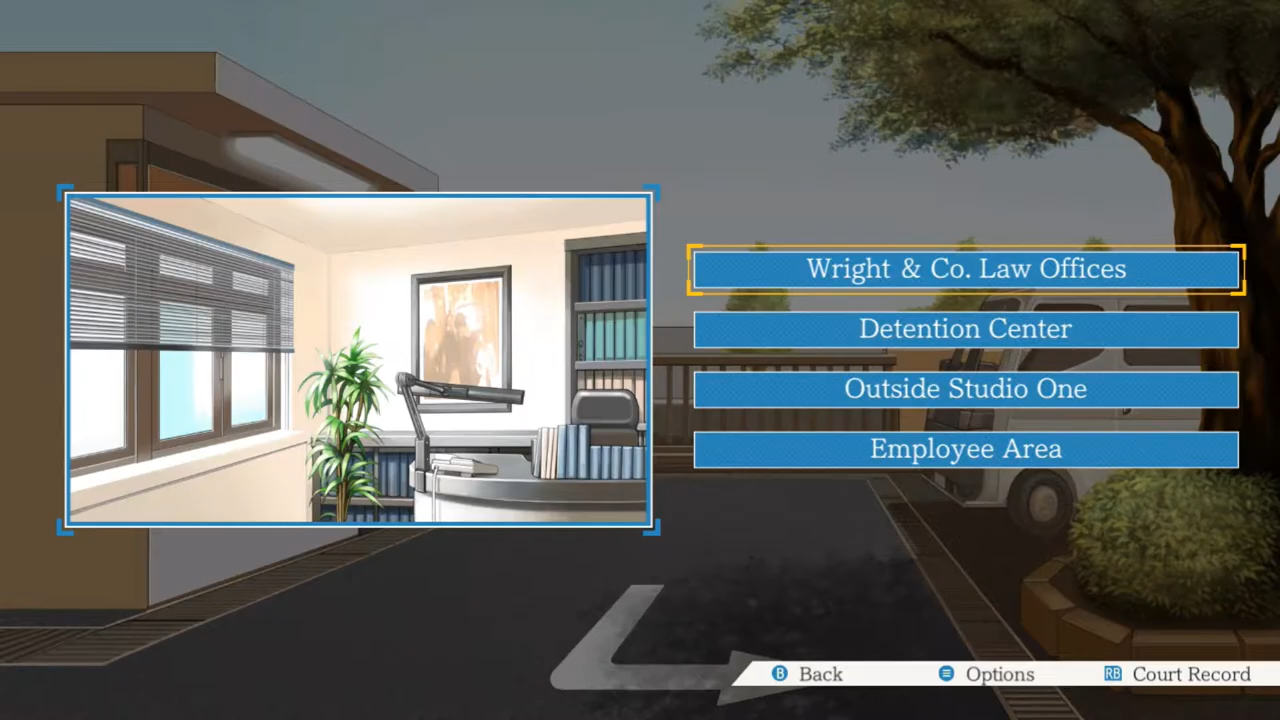 Wright & Co. Law Offices
Detention Center
Outside Studio One
Employee Area
B Back
Options
RB Court Record